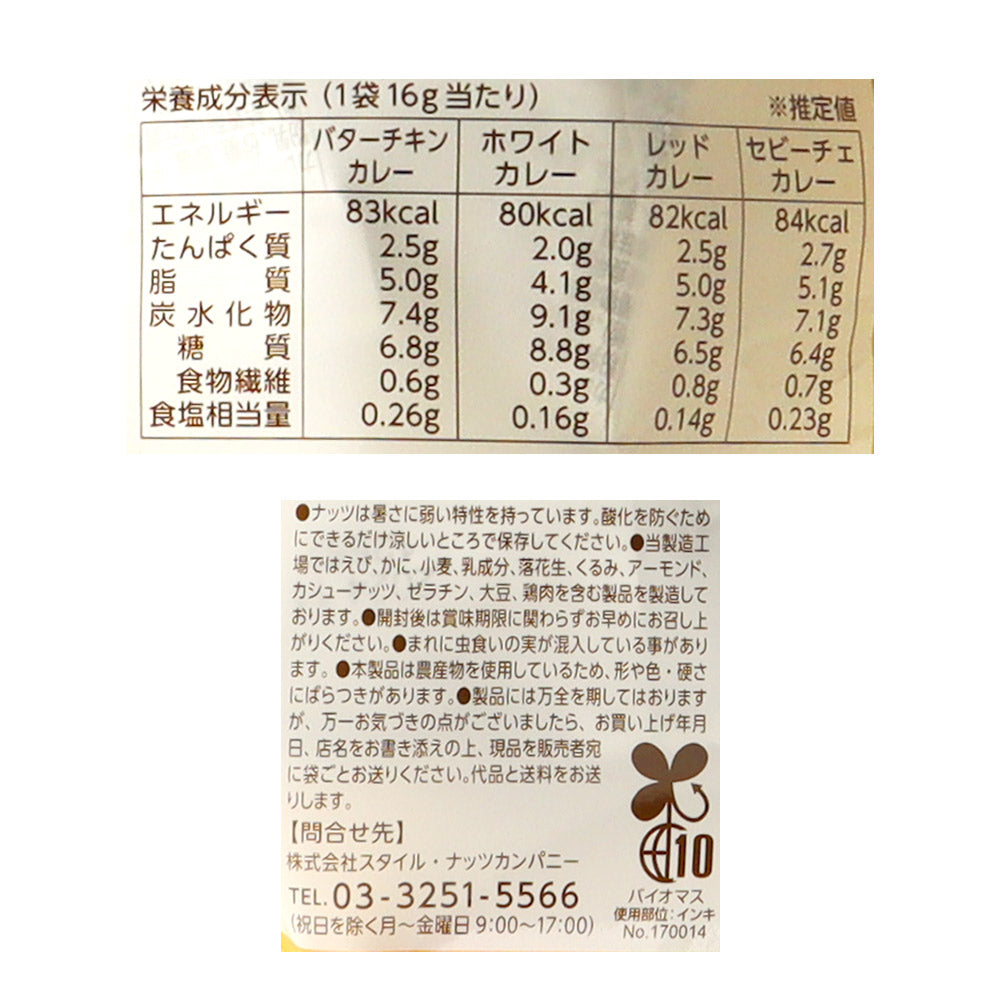 栄養成分表示（1袋16g当たり）
※推定値
バターチキンカレー ホワイトカレー レッドカレー セビーチェカレー
エネルギー 83kcal 80kcal 82kcal 84kcal
たんぱく質 2.5g 2.0g 2.5g 2.7g
脂質 5.0g 4.1g 5.0g 5.1g
炭水化物 7.4g 9.1g 7.3g 7.1g
糖質 6.8g 8.8g 6.5g 6.4g
食物繊維 0.6g 0.3g 0.8g 0.7g
食塩相当量 0.26g 0.16g 0.14g 0.23g
●ナッツは暑さに弱い特性を持っています。酸化を防ぐため
にできるだけ涼しいところで保存してください。●当製造工
場ではえび、かに、小麦、乳成分、落花生、くるみ、アーモンド、
カシューナッツ、ゼラチン、大豆、鶏肉を含む製品を製造して
おります。●開封後は賞味期限に関わらずお早めにお召し上
がりください。●まれに虫食いの実が混入している事があり
ます。●本製品は農産物を使用しているため、形や色・硬さ
にばらつきがあります。●製品には万全を期してはおります
が、万一お気づきの点がございましたら、お買い上げ年月
日、店名をお書き添えの上、現品を販売者宛
に袋ごとお送りください。代品と送料をお送
りします。
【問合せ先】
株式会社スタイル・ナッツカンパニー
TEL.03-3251-5566
(祝日を除く月〜金曜日9:00〜17:00)
10
バイオマス
使用部位:インキ
No.170014